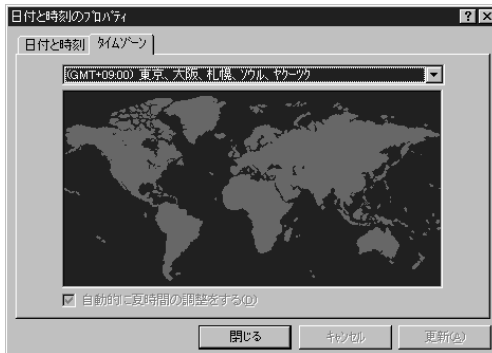 日付と時刻のプロパティ
日付と時刻 タイムゾーン
(GMT+09:00) 東京、大阪、札幌、ソウル、ヤクーツク
自動的に夏時間の調整をする(D)
閉じる キャンセル 更新(A)